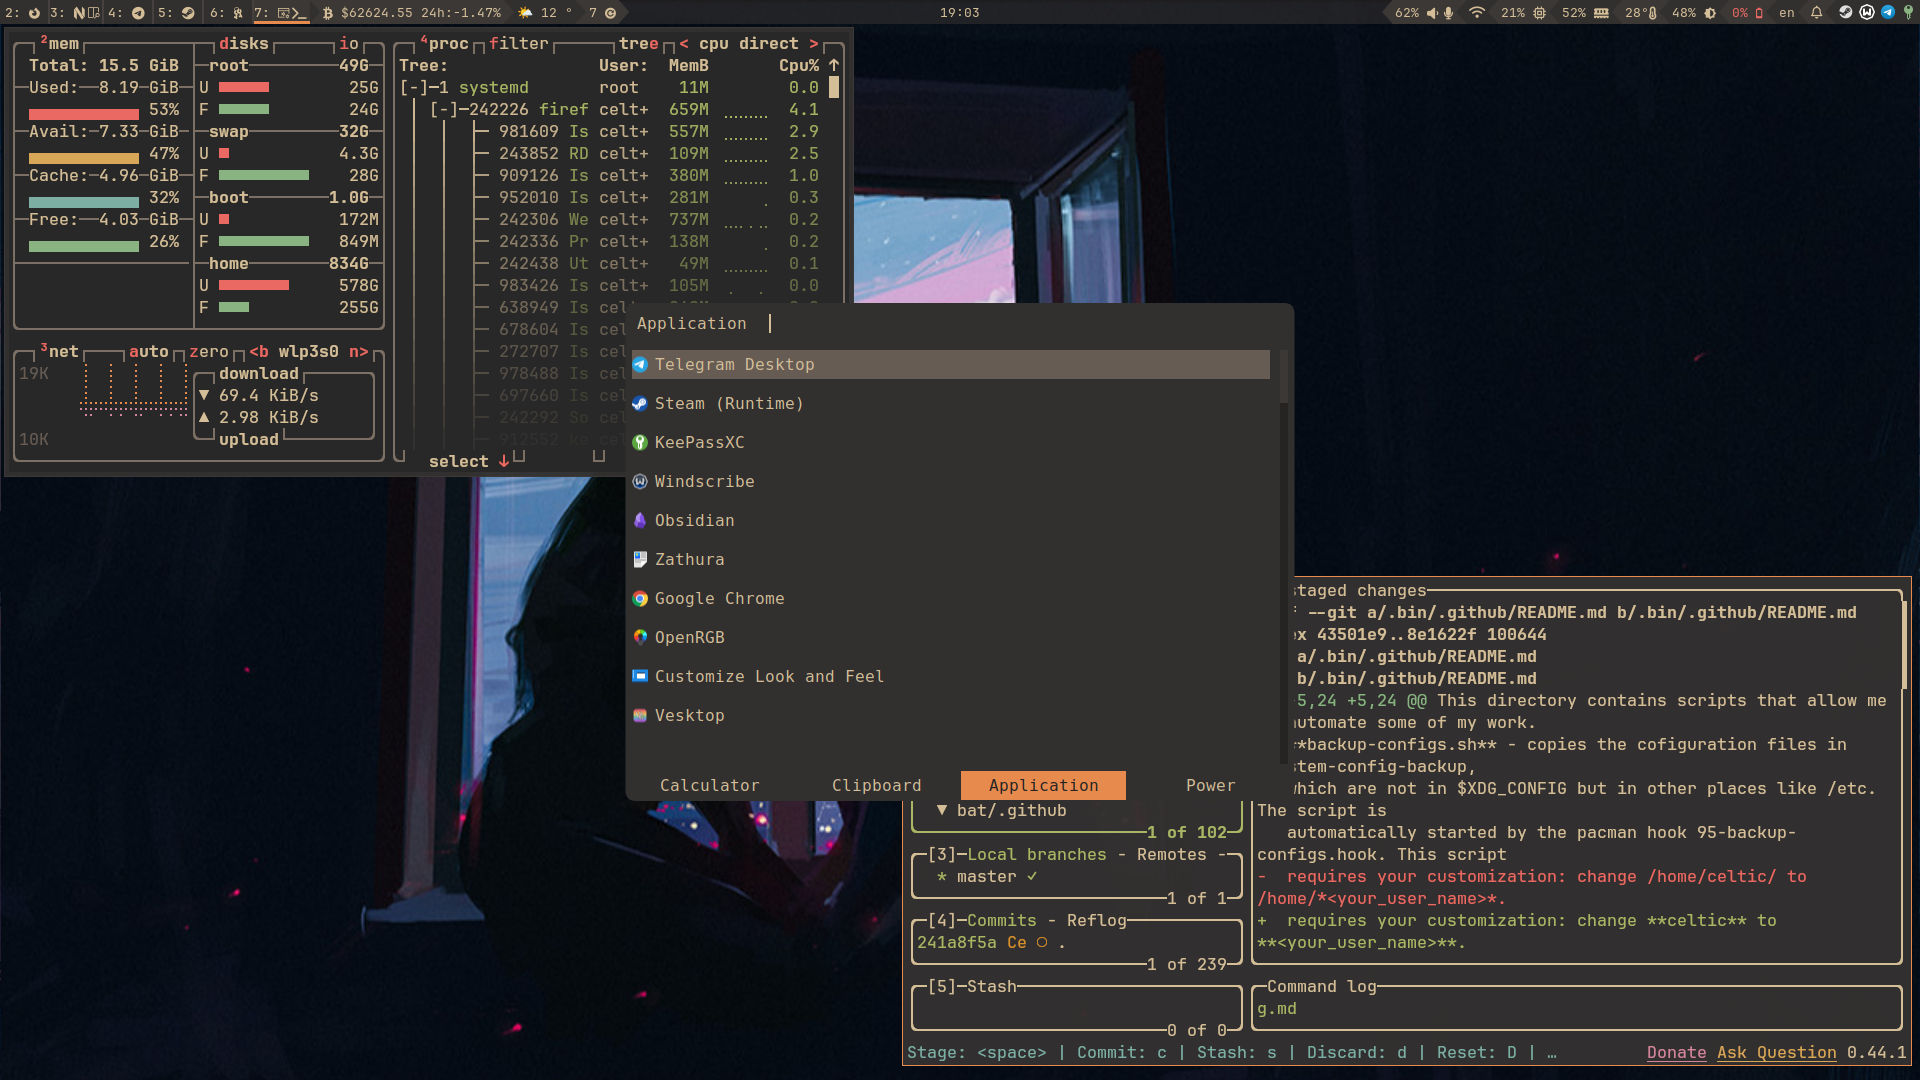 2: 3: 4: 5: 6: 7: $62624.55 24h:-1.47% 12 ° 7
19:03
62% 21% 52% 28° 48% 0% en
²mem disks io
Total: 15.5 GiB root 49G
Used: 8.19 GiB U 25G
53% F 24G
Avail: 7.33 GiB swap 32G
47% U 4.3G
Cache: 4.96 GiB F 28G
32% boot 1.0G
Free: 4.03 GiB U 172M
26% F 849M
home 834G
U 578G
F 255G
³net auto zero <b wlp3s0 n>
19K download
▼ 69.4 KiB/s
▲ 2.98 KiB/s
10K upload
⁴proc filter tree < cpu direct >
Tree: User: MemB Cpu% ↑
[-]─1 systemd root 11M 0.0
[-]─242226 firef celt+ 659M 4.1
981609 Is celt+ 557M 2.9
243852 RD celt+ 109M 2.5
909126 Is celt+ 380M 1.0
952010 Is celt+ 281M 0.3
242306 We celt+ 737M 0.2
242336 Pr celt+ 138M 0.2
242438 Ut celt+ 49M 0.1
983426 Is celt+ 105M 0.0
638949 Is cel
678604 Is cel
272707 Is cel
978488 Is cel
697660 Is cel
242292 So cel
912552 ke cel
select ↓
Application
Telegram Desktop
Steam (Runtime)
KeePassXC
Windscribe
Obsidian
Zathura
Google Chrome
OpenRGB
Customize Look and Feel
Vesktop
Calculator Clipboard Application Power
▼ bat/.github
1 of 102
[3]─Local branches - Remotes -
* master ✓
1 of 1
[4]─Commits - Reflog
241a8f5a Ce ○ .
1 of 239
[5]─Stash
0 of 0
staged changes
--git a/.bin/.github/README.md b/.bin/.github/README.md
ex 43501e9..8e1622f 100644
a/.bin/.github/README.md
b/.bin/.github/README.md
5,24 +5,24 @@ This directory contains scripts that allow me
automate some of my work.
**backup-configs.sh** - copies the cofiguration files in
stem-config-backup,
which are not in $XDG_CONFIG but in other places like /etc.
The script is
automatically started by the pacman hook 95-backup-
configs.hook. This script
- requires your customization: change /home/celtic/ to
/home/*<your_user_name>*.
+ requires your customization: change **celtic** to
**<your_user_name>**.
Command log
g.md
Stage: <space> | Commit: c | Stash: s | Discard: d | Reset: D | … Donate Ask Question 0.44.1